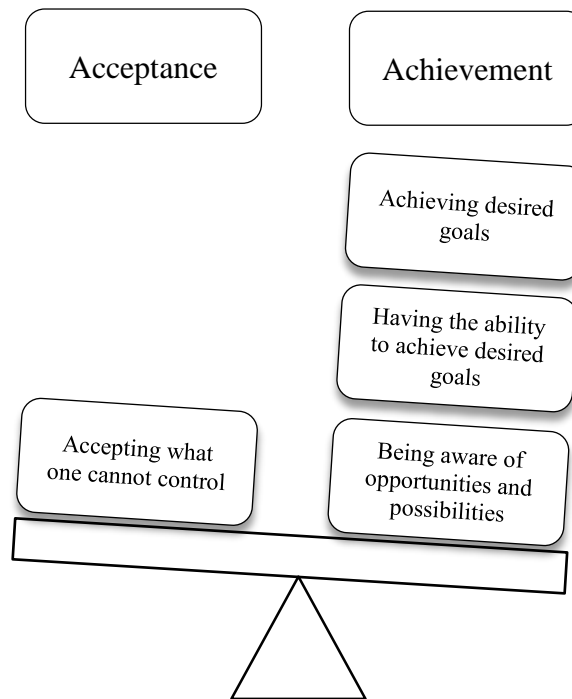 Acceptance
Achievement
Achieving desired
goals
Having the ability
to achieve desired
goals
Accepting what
one cannot control
Being aware of
opportunities and
possibilities